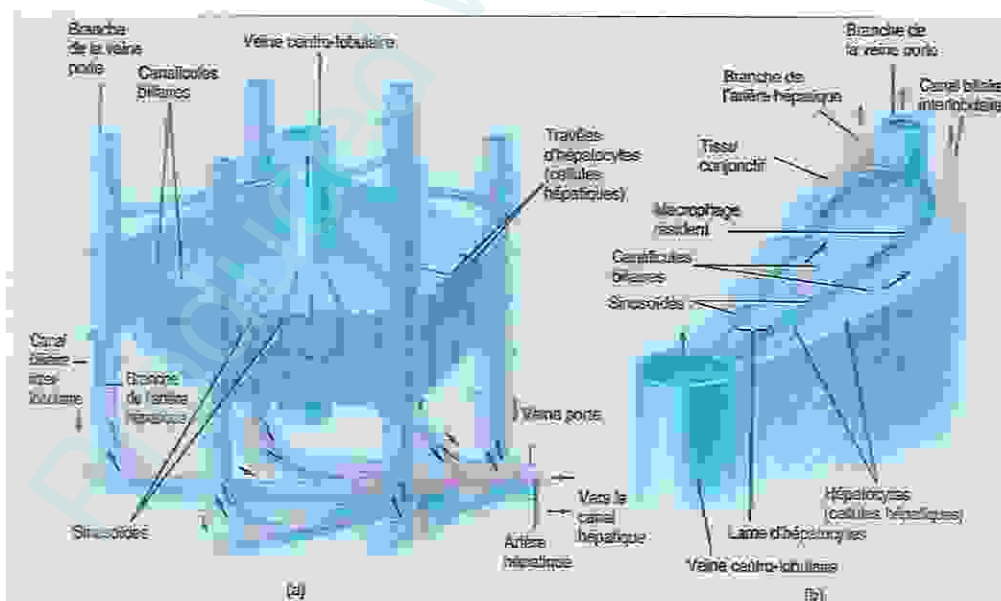 Branche
de la veine
porte
Canalicules
biliaires
Veine centro-lobulaire
Travées
d'hépatocytes
(cellules
hépatiques)
Canal
biliaire
inter-
lobulaire
Branche
de l'artère
hépatique
Veine porte
Vers le
canal
hépatique
Artère
hépatique
Sinusoïdes
(a)
Branche de
la veine porte
Branche de
l'artère hépatique
Canal biliaire
interlobulaire
Tissu
conjonctif
Macrophage
résident
Canalicules
biliaires
Sinusoïdes
Hépatocytes
(cellules hépatiques)
Lame d'hépatocytes
Veine centro-lobulaire
(b)